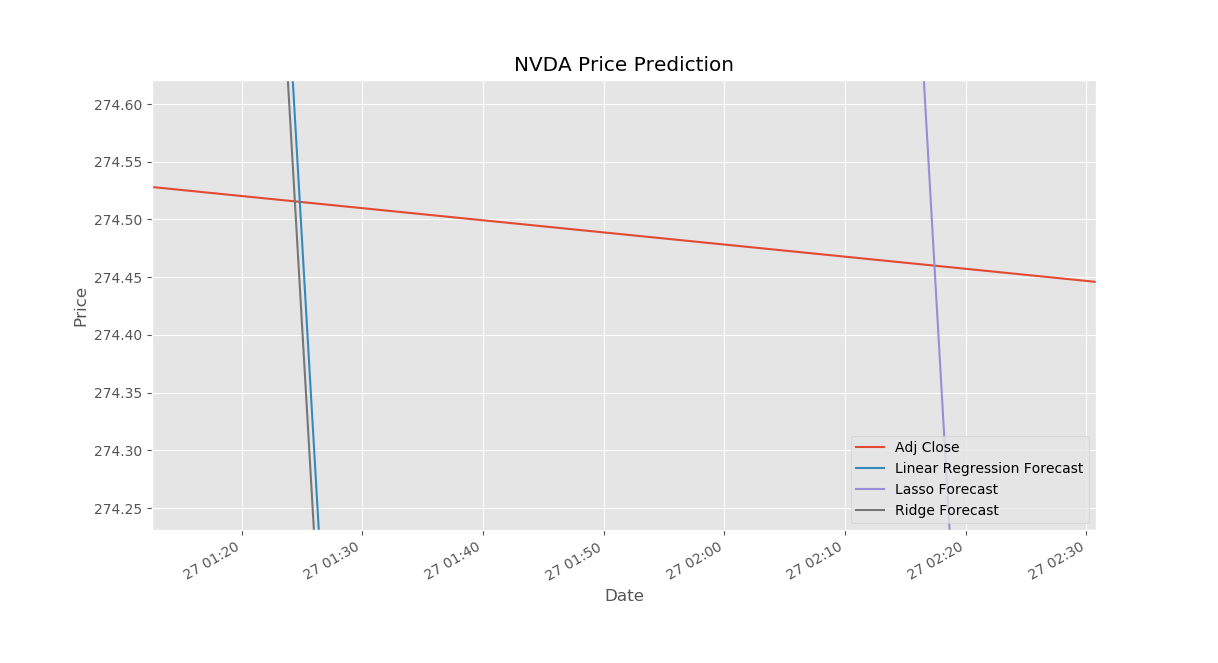 NVDA Price Prediction
Price
274.60
274.55
274.50
274.45
274.40
274.35
274.30
274.25
Adj Close
Linear Regression Forecast
Lasso Forecast
Ridge Forecast
27 01:20
27 01:30
27 01:40
27 01:50
27 02:00
27 02:10
27 02:20
27 02:30
Date